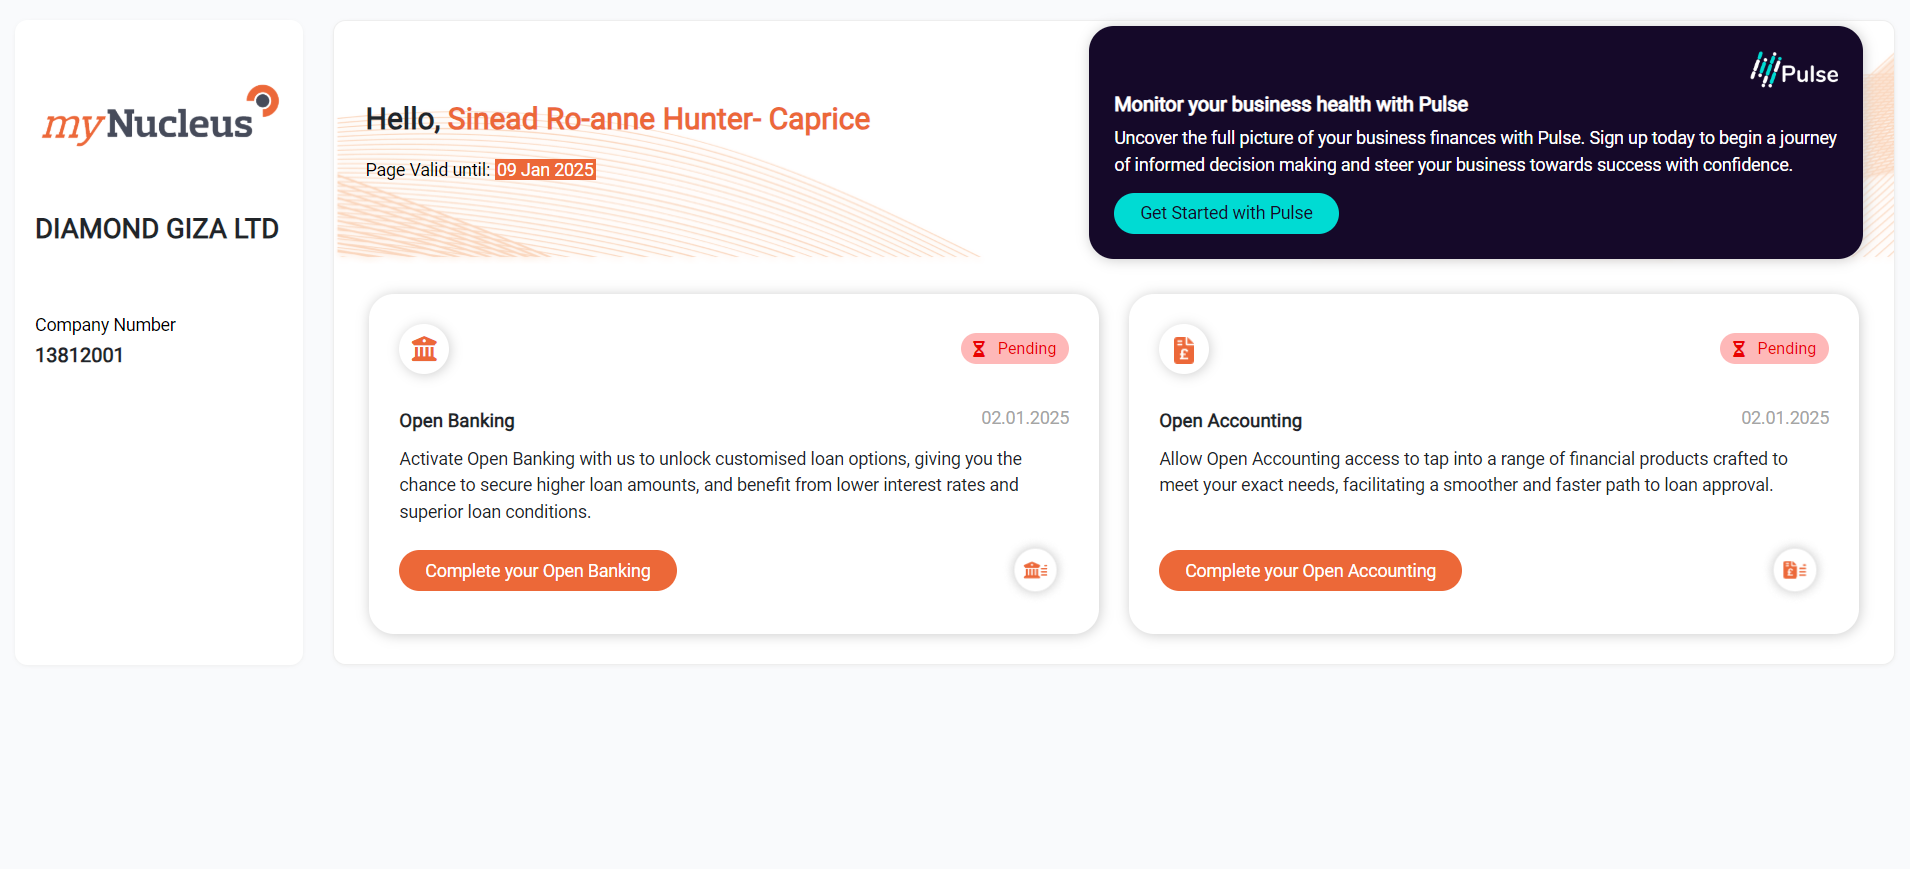 myNucleus
DIAMOND GIZA LTD
Company Number
13812001
Hello, Sinead Ro-anne Hunter- Caprice
Page Valid until: 09 Jan 2025
Pulse
Monitor your business health with Pulse
Uncover the full picture of your business finances with Pulse. Sign up today to begin a journey
of informed decision making and steer your business towards success with confidence.
Get Started with Pulse
Pending
Open Banking
02.01.2025
Activate Open Banking with us to unlock customised loan options, giving you the
chance to secure higher loan amounts, and benefit from lower interest rates and
superior loan conditions.
Complete your Open Banking
Pending
Open Accounting
02.01.2025
Allow Open Accounting access to tap into a range of financial products crafted to
meet your exact needs, facilitating a smoother and faster path to loan approval.
Complete your Open Accounting